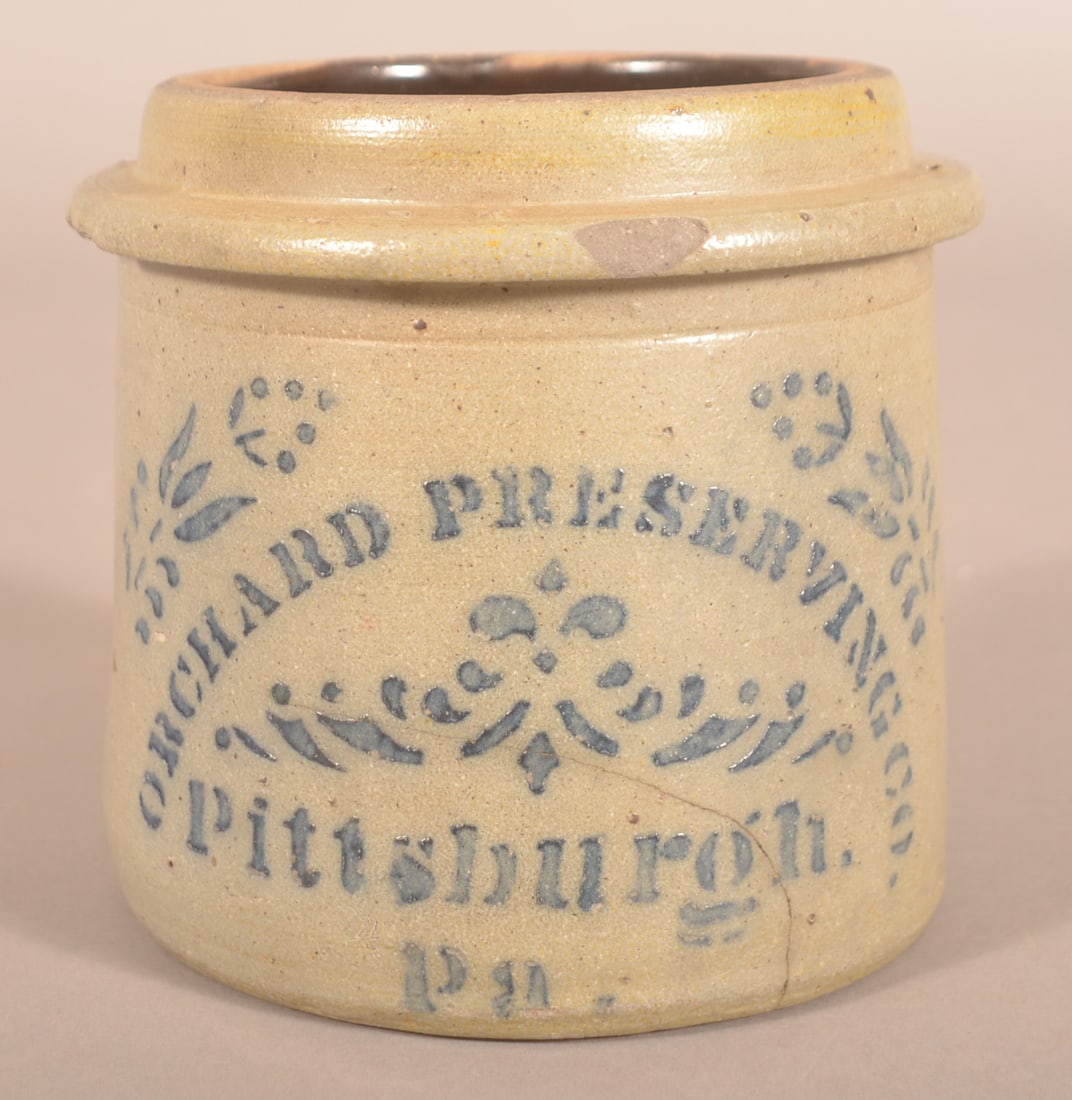 ORCHARD PRESERVING CO.
Pittsburgh.
Pa.